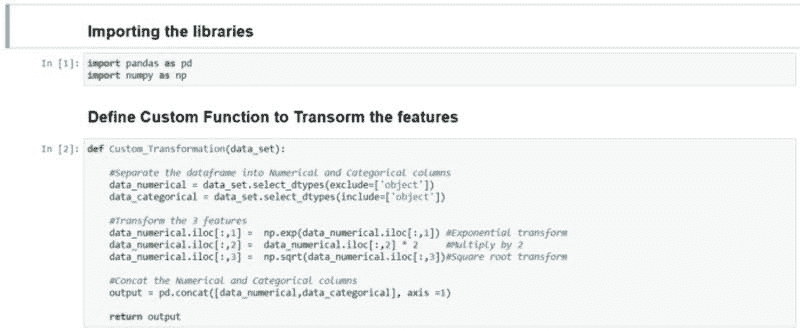 Importing the libraries
In [1]: import pandas as pd
import numpy as np
Define Custom Function to Transorm the features
In [2]: def Custom_Transformation(data_set):
#Separate the dataframe into Numerical and Categorical columns
data_numerical = data_set.select_dtypes(exclude=['object'])
data_categorical = data_set.select_dtypes(include=['object'])
#Transform the 3 features
data_numerical.iloc[:,1] =  np.exp(data_numerical.iloc[:,1]) #Exponential transform
data_numerical.iloc[:,2] =  data_numerical.iloc[:,2] * 2     #Multiply by 2
data_numerical.iloc[:,3] =  np.sqrt(data_numerical.iloc[:,3])#Square root transform
#Concat the Numerical and Categorical columns
output = pd.concat([data_numerical,data_categorical], axis =1)
return output